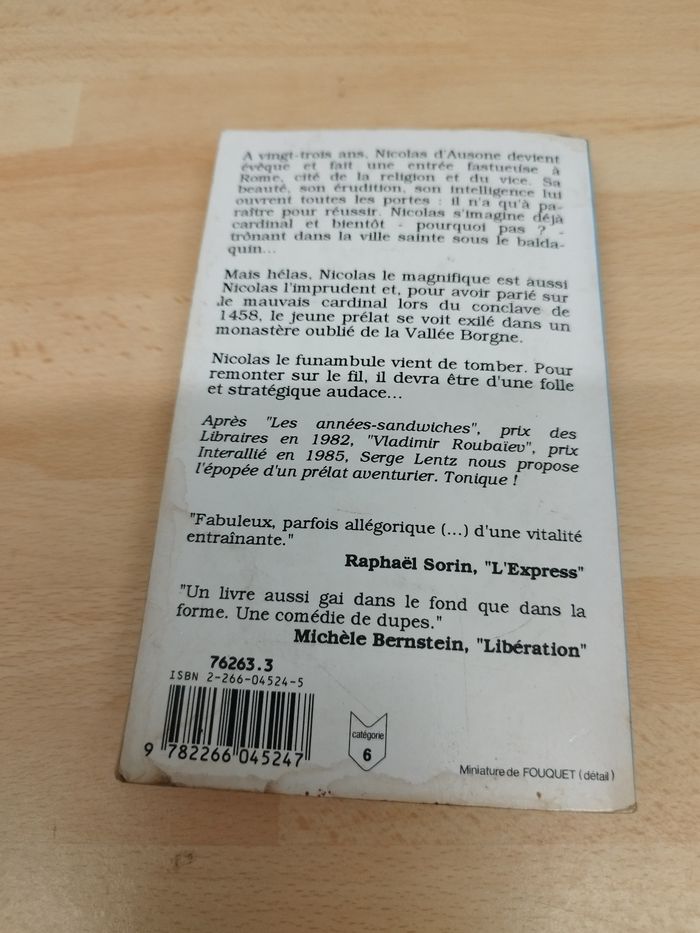 A vingt-trois ans, Nicolas d'Ausone devient
évêque et fait une entrée fastueuse à
Rome, cité de la religion et du vice. Sa
beauté, son érudition, son intelligence lui
ouvrent toutes les portes : il n'a qu'à pa-
raître pour réussir. Nicolas s'imagine déjà
cardinal et bientôt - pourquoi pas ? -
trônant dans la ville sainte sous le balda-
quin...
Mais hélas, Nicolas le magnifique est aussi
Nicolas l'imprudent et, pour avoir parié sur
le mauvais cardinal lors du conclave de
1458, le jeune prélat se voit exilé dans un
monastère oublié de la Vallée Borgne.
Nicolas le funambule vient de tomber. Pour
remonter sur le fil, il devra être d'une folle
et stratégique audace...
Après "Les années-sandwiches", prix des
Libraires en 1982, "Vladimir Roubaïev", prix
Interallié en 1985, Serge Lentz nous propose
l'épopée d'un prélat aventurier. Tonique !
"Fabuleux, parfois allégorique (...) d'une vitalité
entraînante."
Raphaël Sorin, "L'Express"
"Un livre aussi gai dans le fond que dans la
forme. Une comédie de dupes."
Michèle Bernstein, "Libération"
76263.3
ISBN 2-266-04524-5
9 782266 045247
catégorie
6
Miniature de FOUQUET (détail)